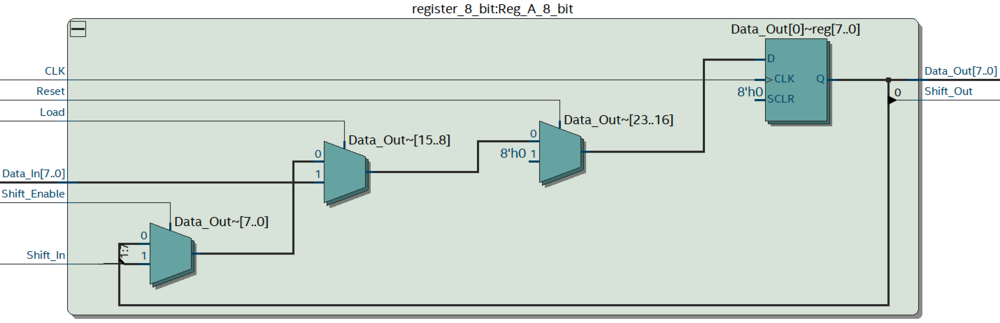 register_8_bit:Reg_A_8_bit
Data_Out[0]~reg[7..0]
D
CLK
CLK
Q
Data_Out[7..0]
Reset
8'h0
SCLR
0
Shift_Out
Load
Data_Out~[23..16]
0
8'h0
1
Data_Out~[15..8]
0
1
Data_In[7..0]
Shift_Enable
Data_Out~[7..0]
0
1
Shift_In